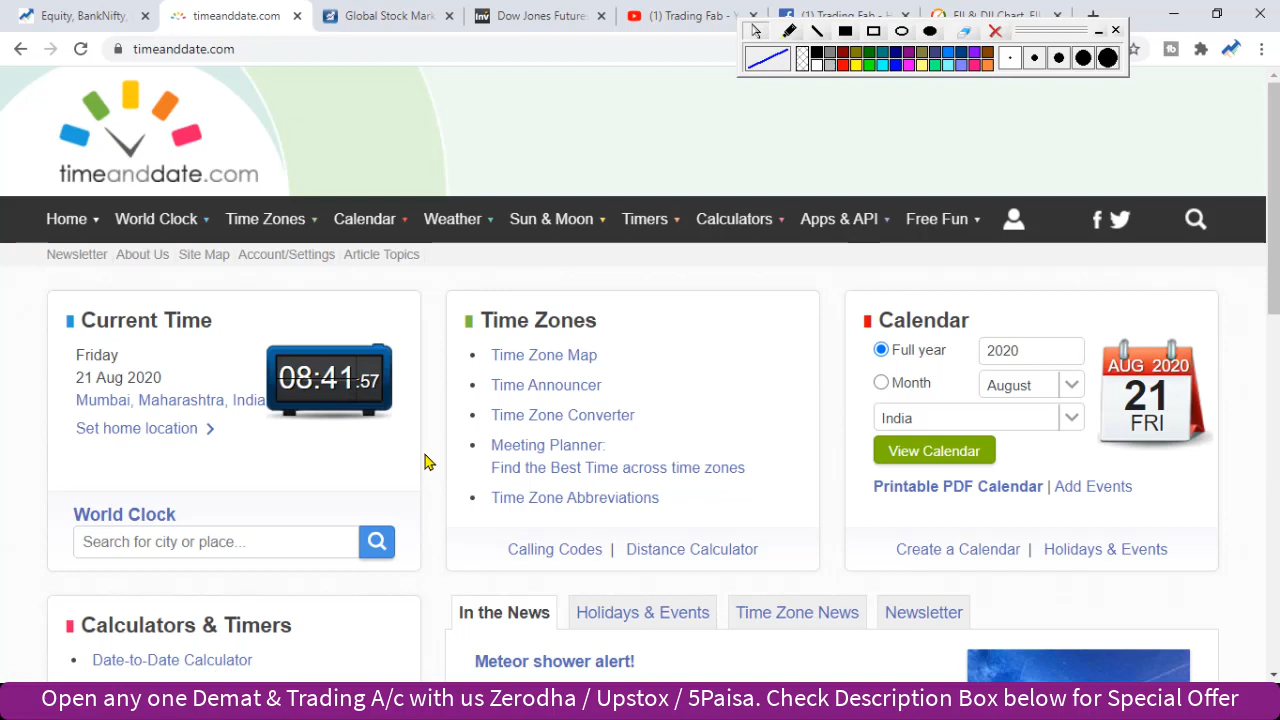 Equity, BankNifty,
timeanddate.com
Global Stock Mark
Dow Jones Future
(1) Trading Fab -
(1) Trading Fab - F
FII & DII Chart, FII
timeanddate.com
timeanddate.com
Home World Clock Time Zones Calendar Weather Sun & Moon Timers Calculators Apps & API Free Fun
Newsletter About Us Site Map Account/Settings Article Topics
Current Time
Friday
21 Aug 2020
Mumbai, Maharashtra, India
Set home location
08:41:57
World Clock
Search for city or place...
Time Zones
Time Zone Map
Time Announcer
Time Zone Converter
Meeting Planner:
Find the Best Time across time zones
Time Zone Abbreviations
Calling Codes | Distance Calculator
Calendar
Full year 2020
Month August
India
View Calendar
AUG 2020
21
FRI
Printable PDF Calendar | Add Events
Create a Calendar | Holidays & Events
Calculators & Timers
Date-to-Date Calculator
In the News Holidays & Events Time Zone News Newsletter
Meteor shower alert!
Open any one Demat & Trading A/c with us Zerodha / Upstox / 5Paisa. Check Description Box below for Special Offer